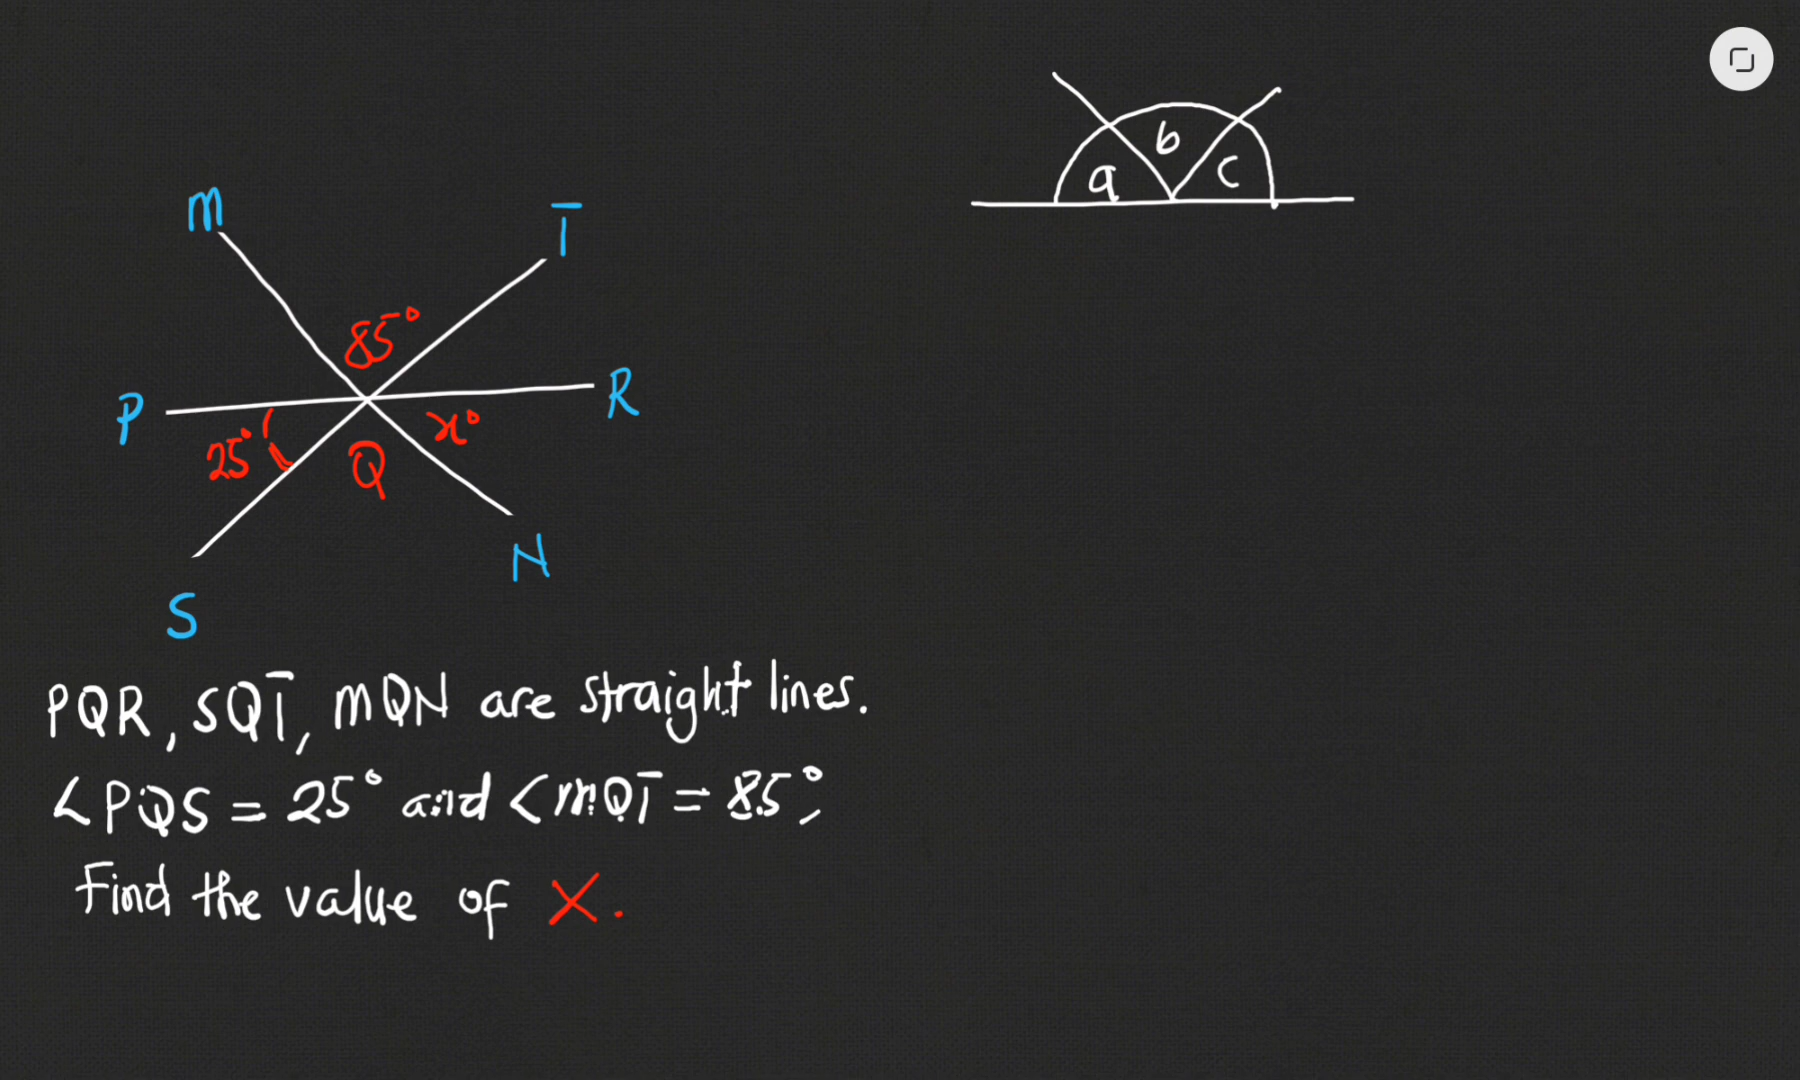 M
T
85°
P
R
25°
Q
x°
N
S
a
b
c
PQR, SQT, MQN are straight lines.
∠PQS = 25° and ∠MQT = 85°,
Find the value of X.